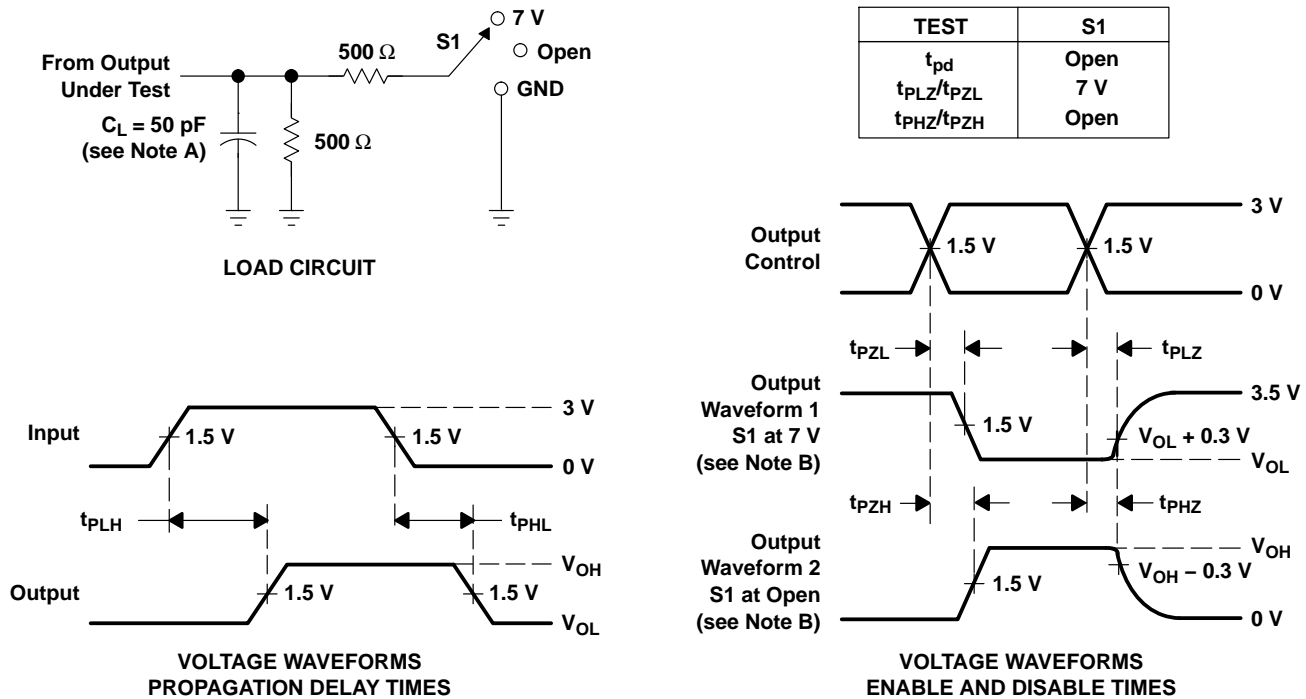 7 V
S1
Open
500 Ω
GND
From Output
Under Test
C_L = 50 pF
(see Note A)
500 Ω
LOAD CIRCUIT
TEST S1
t_pd Open
t_PLZ/t_PZL 7 V
t_PHZ/t_PZH Open
Input
3 V
1.5 V
1.5 V
0 V
t_PLH
t_PHL
Output
V_OH
1.5 V
1.5 V
V_OL
VOLTAGE WAVEFORMS
PROPAGATION DELAY TIMES
Output
Control
3 V
1.5 V
1.5 V
0 V
t_PZL
t_PLZ
Output
Waveform 1
S1 at 7 V
(see Note B)
3.5 V
1.5 V
V_OL + 0.3 V
V_OL
t_PZH
t_PHZ
Output
Waveform 2
S1 at Open
(see Note B)
V_OH
1.5 V
V_OH – 0.3 V
0 V
VOLTAGE WAVEFORMS
ENABLE AND DISABLE TIMES